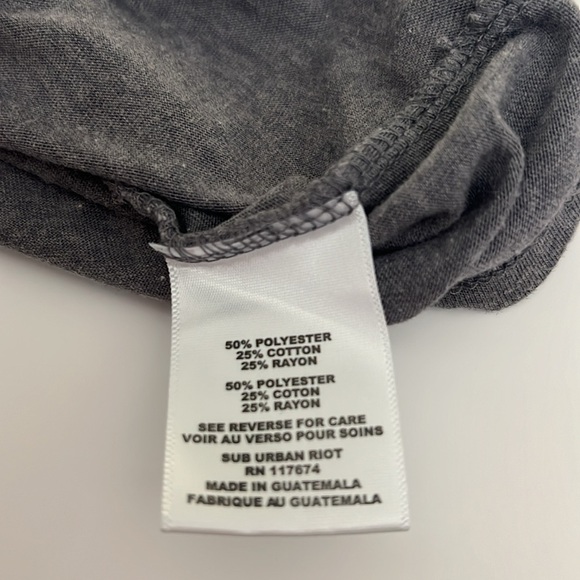 50% POLYESTER
25% COTTON
25% RAYON
50% POLYESTER
25% COTON
25% RAYON
SEE REVERSE FOR CARE
VOIR AU VERSO POUR SOINS
SUB URBAN RIOT
RN 117674
MADE IN GUATEMALA
FABRIQUE AU GUATEMALA